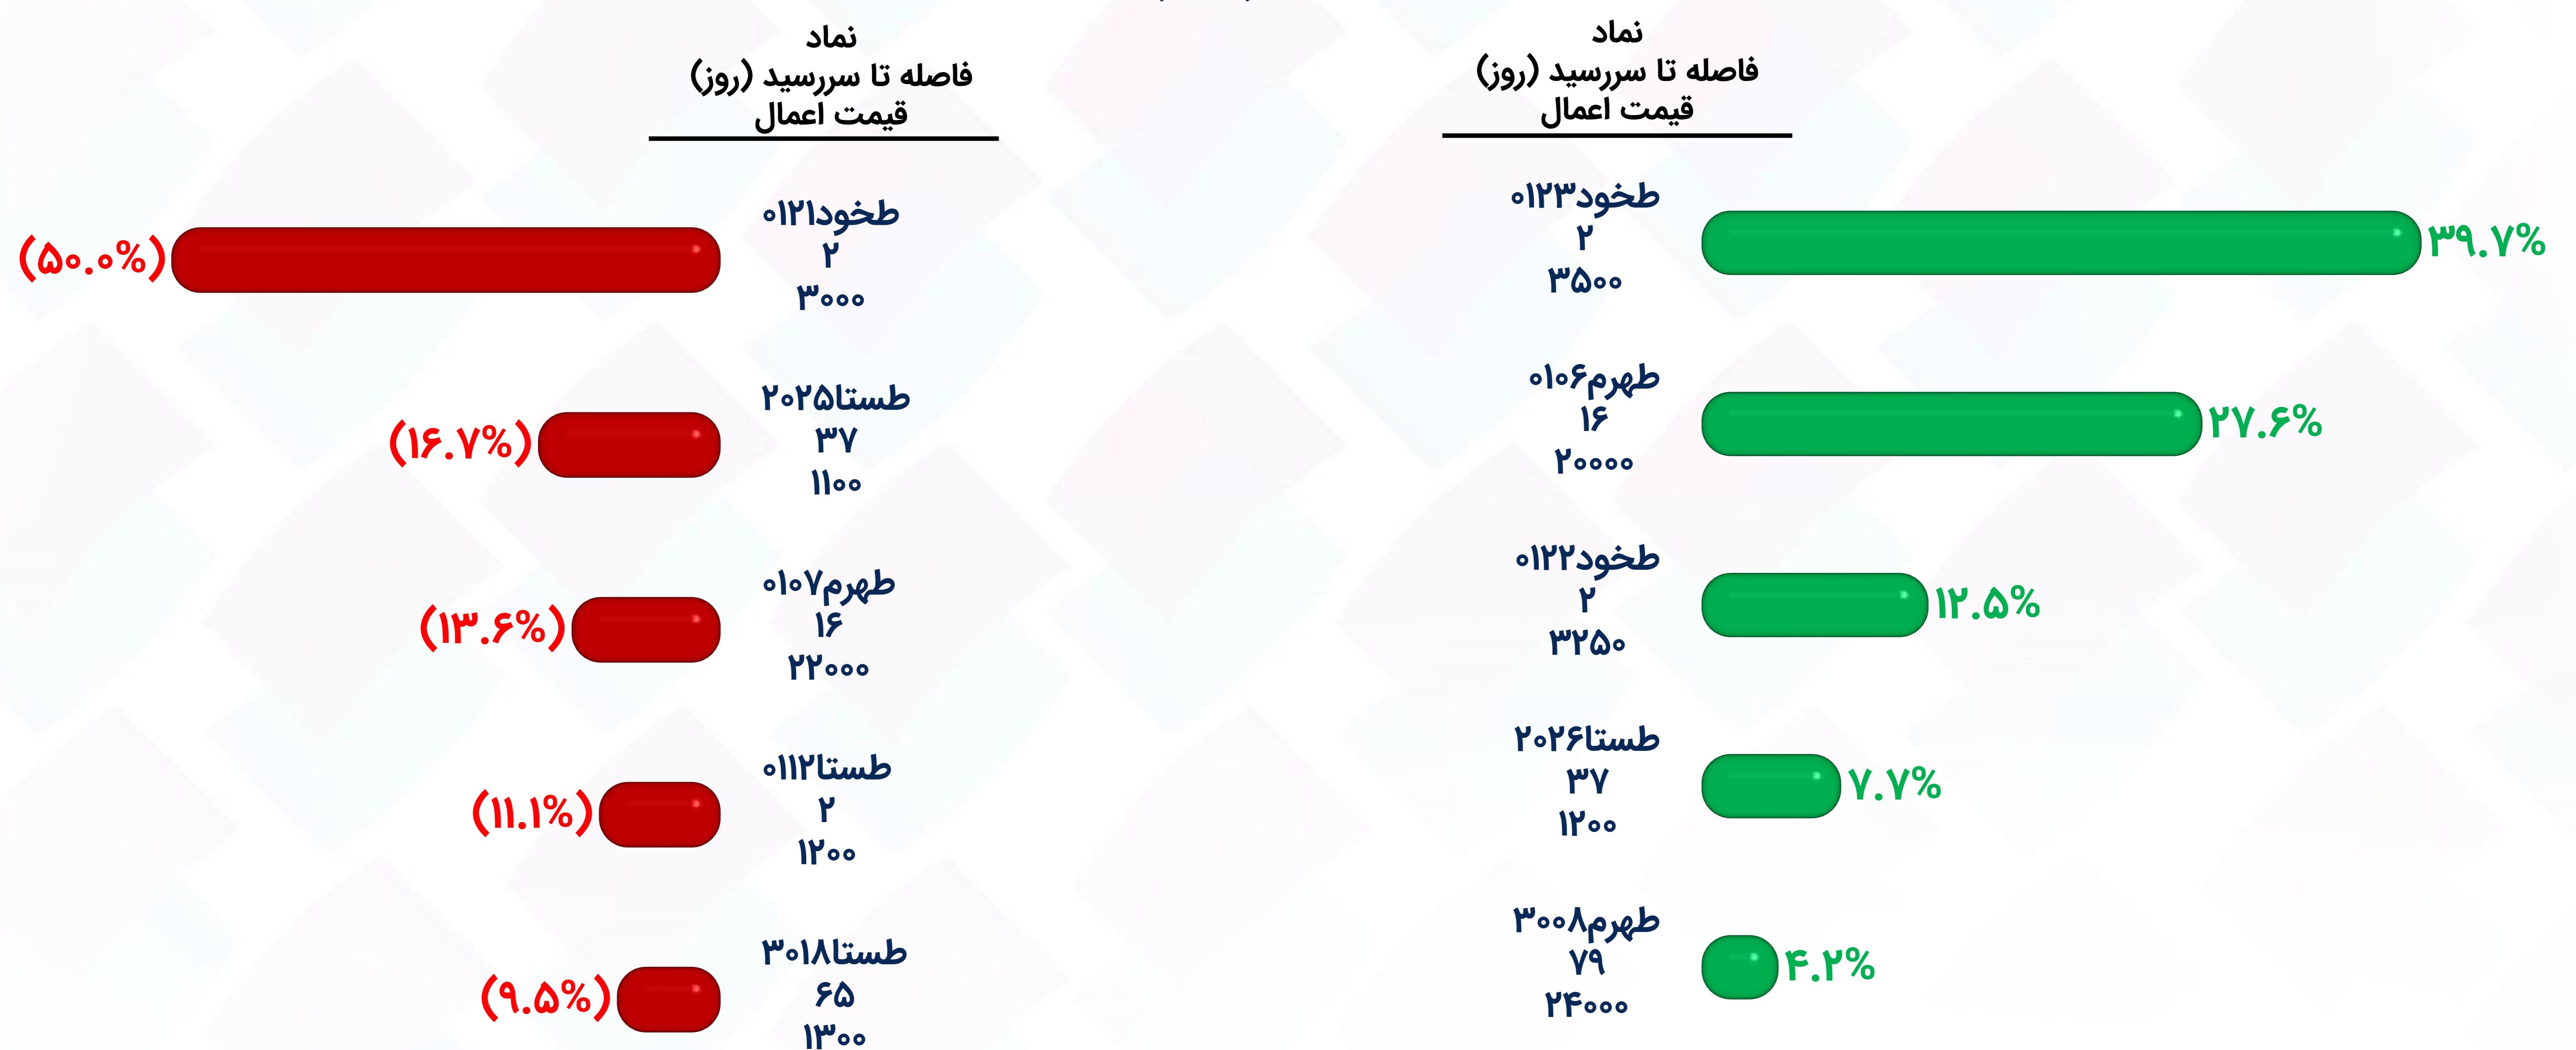 نماد
فاصله تا سررسید (روز)
قیمت اعمال
طخود۰۱۲۳
۲
۳۵۰۰
۳۹.۷%
طهرم۰۱۰۶
۱۶
۲۰۰۰۰
۲۷.۶%
طخود۰۱۲۲
۲
۳۲۵۰
۱۲.۵%
طستا۲۰۲۶
۳۷
۱۲۰۰
۷.۷%
طهرم۳۰۰۸
۷۹
۲۴۰۰۰
۴.۲%
نماد
فاصله تا سررسید (روز)
قیمت اعمال
طخود۰۱۲۱
۲
۳۰۰۰
(۵۰.۰%)
طستا۲۰۲۵
۳۷
۱۱۰۰
(۱۶.۷%)
طهرم۰۱۰۷
۱۶
۲۲۰۰۰
(۱۳.۶%)
طستا۰۱۱۲
۲
۱۲۰۰
(۱۱.۱%)
طستا۳۰۱۸
۶۵
۱۳۰۰
(۹.۵%)